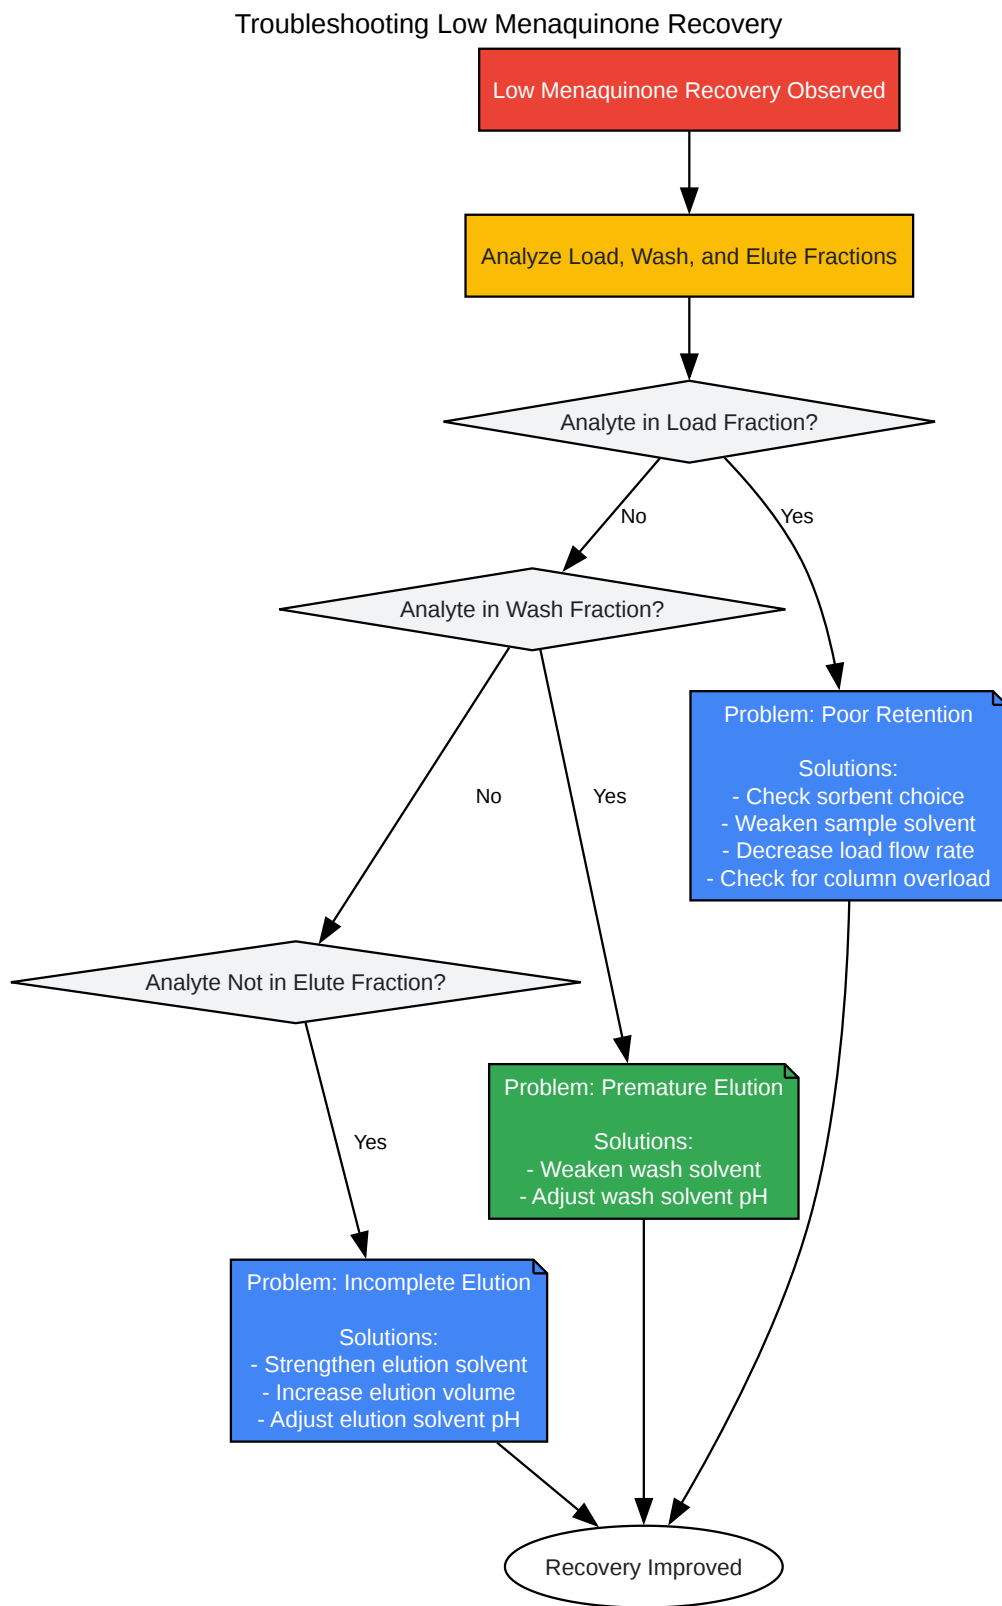 Troubleshooting Low Menaquinone Recovery
Low Menaquinone Recovery Observed
Analyze Load, Wash, and Elute Fractions
Analyte in Load Fraction?
No
Yes
Analyte in Wash Fraction?
Problem: Poor Retention
Solutions:
- Check sorbent choice
- Weaken sample solvent
- Decrease load flow rate
- Check for column overload
No
Yes
Analyte Not in Elute Fraction?
Problem: Premature Elution
Solutions:
- Weaken wash solvent
- Adjust wash solvent pH
Yes
Problem: Incomplete Elution
Solutions:
- Strengthen elution solvent
- Increase elution volume
- Adjust elution solvent pH
Recovery Improved